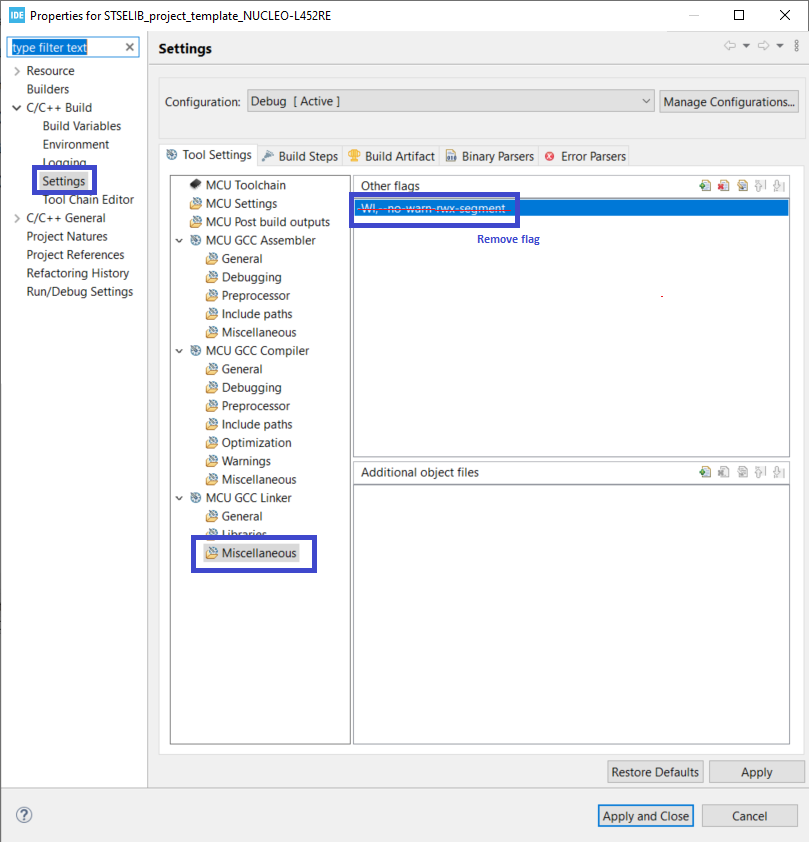 IDE Properties for STSELIB_project_template_NUCLEO-L452RE
type filter text
Resource
Builders
C/C++ Build
Build Variables
Environment
Logging
Settings
Tool Chain Editor
C/C++ General
Project Natures
Project References
Refactoring History
Run/Debug Settings
Settings
Configuration: Debug [ Active ] Manage Configurations...
Tool Settings Build Steps Build Artifact Binary Parsers Error Parsers
MCU Toolchain
MCU Settings
MCU Post build outputs
MCU GCC Assembler
General
Debugging
Preprocessor
Include paths
Miscellaneous
MCU GCC Compiler
General
Debugging
Preprocessor
Include paths
Optimization
Warnings
Miscellaneous
MCU GCC Linker
General
Libraries
Miscellaneous
Other flags
-Wl,--no-warn-rwx-segment
Remove flag
Additional object files
Restore Defaults Apply
Apply and Close Cancel